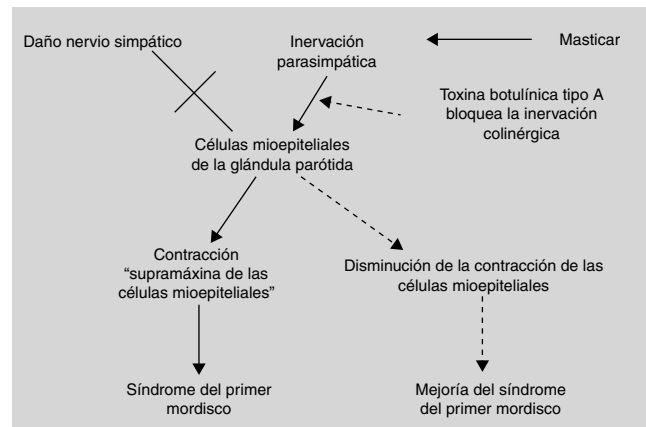 Daño nervio simpático
Inervación
parasimpática
Masticar
Toxina botulínica tipo A
bloquea la inervación
colinérgica
Células mioepiteliales
de la glándula parótida
Contracción
“supramáxina de las
células mioepiteliales”
Disminución de la contracción de las
células mioepiteliales
Síndrome del primer
mordisco
Mejoría del síndrome
del primer mordisco